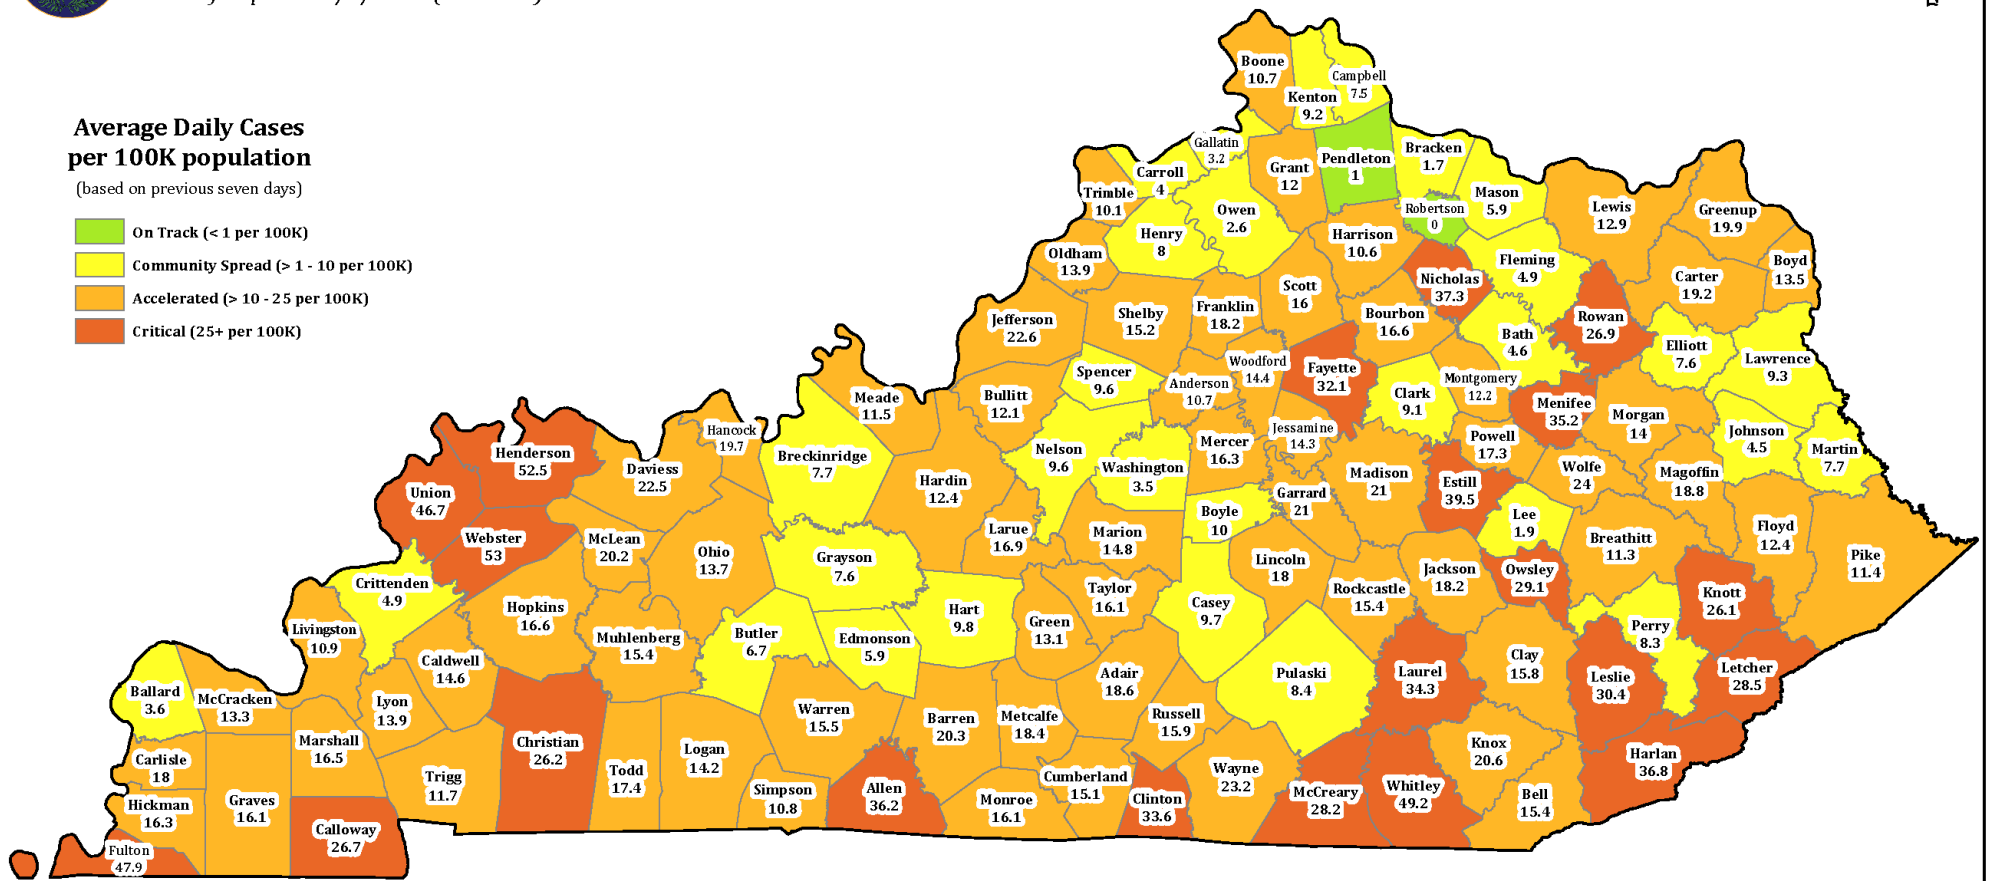 Average Daily Cases
per 100K population
(based on previous seven days)
On Track (< 1 per 100K)
Community Spread (> 1 - 10 per 100K)
Accelerated (> 10 - 25 per 100K)
Critical (25+ per 100K)
Boone
10.7
Kenton
9.2
Campbell
7.5
Gallatin
3.2
Carroll
4
Trimble
10.1
Grant
12
Pendleton
1
Bracken
1.7
Mason
5.9
Robertson
0
Lewis
12.9
Greenup
19.9
Boyd
13.5
Carter
19.2
Owen
2.6
Henry
8
Oldham
13.9
Harrison
10.6
Nicholas
37.3
Fleming
4.9
Rowan
26.9
Jefferson
22.6
Shelby
15.2
Franklin
18.2
Scott
16
Bourbon
16.6
Bath
4.6
Elliott
7.6
Lawrence
9.3
Spencer
9.6
Anderson
10.7
Woodford
14.4
Fayette
32.1
Clark
9.1
Montgomery
12.2
Menifee
35.2
Morgan
14
Johnson
4.5
Martin
7.7
Meade
11.5
Bullitt
12.1
Nelson
9.6
Washington
3.5
Mercer
16.3
Jessamine
14.3
Powell
17.3
Wolfe
24
Magoffin
18.8
Hancock
19.7
Breckinridge
7.7
Hardin
12.4
Madison
21
Garrard
21
Estill
39.5
Lee
1.9
Henderson
52.5
Daviess
22.5
Union
46.7
Webster
53
McLean
20.2
Ohio
13.7
Grayson
7.6
Larue
16.9
Marion
14.8
Boyle
10
Lincoln
18
Rockcastle
15.4
Jackson
18.2
Owsley
29.1
Breathitt
11.3
Floyd
12.4
Pike
11.4
Knott
26.1
Crittenden
4.9
Livingston
10.9
Hopkins
16.6
Muhlenberg
15.4
Butler
6.7
Edmonson
5.9
Hart
9.8
Green
13.1
Taylor
16.1
Casey
9.7
Pulaski
8.4
Laurel
34.3
Clay
15.8
Perry
8.3
Leslie
30.4
Letcher
28.5
Ballard
3.6
McCracken
13.3
Caldwell
14.6
Lyon
13.9
Marshall
16.5
Carlisle
18
Hickman
16.3
Graves
16.1
Fulton
47.9
Calloway
26.7
Trigg
11.7
Christian
26.2
Todd
17.4
Logan
14.2
Warren
15.5
Simpson
10.8
Allen
36.2
Barren
20.3
Metcalfe
18.4
Adair
18.6
Russell
15.9
Monroe
16.1
Cumberland
15.1
Clinton
33.6
Wayne
23.2
McCreary
28.2
Whitley
49.2
Knox
20.6
Bell
15.4
Harlan
36.8